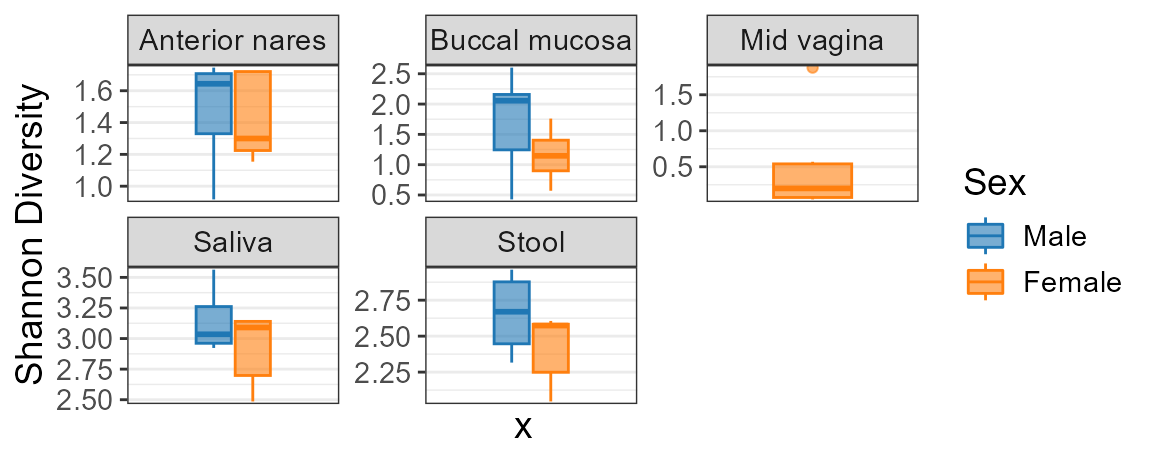 Anterior nares
Buccal mucosa
Mid vagina
1.6
1.4
1.2
1.0
2.5
2.0
1.5
1.0
0.5
1.5
1.0
0.5
Shannon Diversity
Saliva
Stool
3.50
3.25
3.00
2.75
2.50
2.75
2.50
2.25
x
Sex
Male
Female